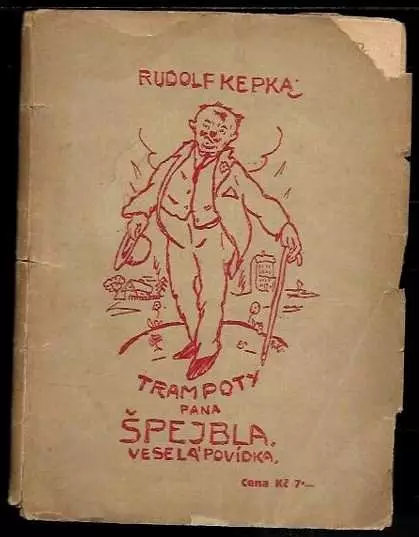 RUDOLF KEPKA:
TRAMPOTY
PANA
ŠPEJBLA.
VESELÁ POVÍDKA.
Cena Kč 7·—